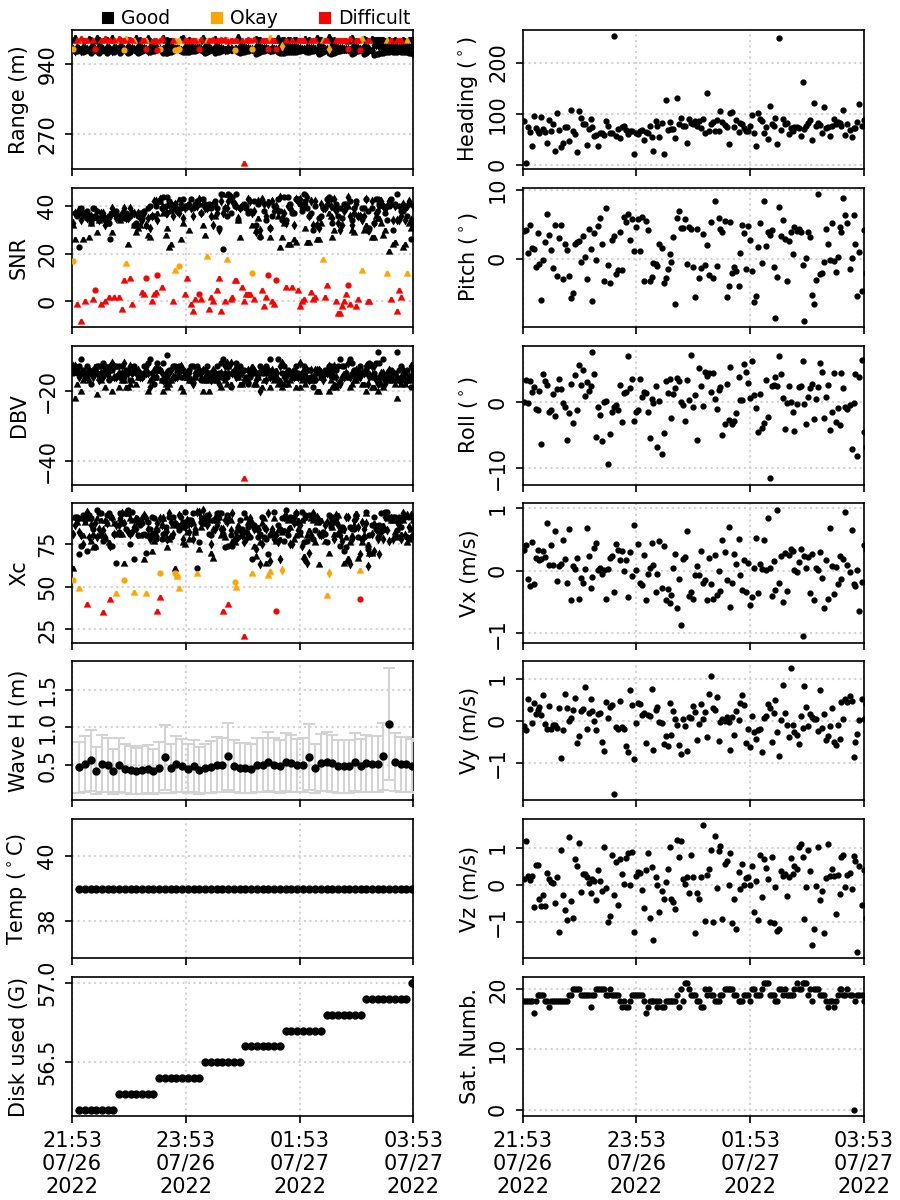 Good Okay Difficult
Range (m)
940
270
Heading (°)
200
100
0
SNR
40
20
0
Pitch (°)
10
0
DBV
−20
−40
Roll (°)
0
−10
Xc
75
50
25
Vx (m/s)
1
0
−1
Wave H (m)
1.5
1.0
0.5
Vy (m/s)
1
0
−1
Temp (°C)
40
38
Vz (m/s)
1
0
−1
Disk used (G)
57.0
56.5
Sat. Numb.
20
10
0
21:53 23:53 01:53 03:53 21:53 23:53 01:53 03:53
07/26 07/26 07/27 07/27 07/26 07/26 07/27 07/27
2022 2022 2022 2022 2022 2022 2022 2022